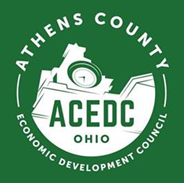 ATHENS COUNTY
ACEDC
OHIO
ECONOMIC DEVELOPMENT COUNCIL